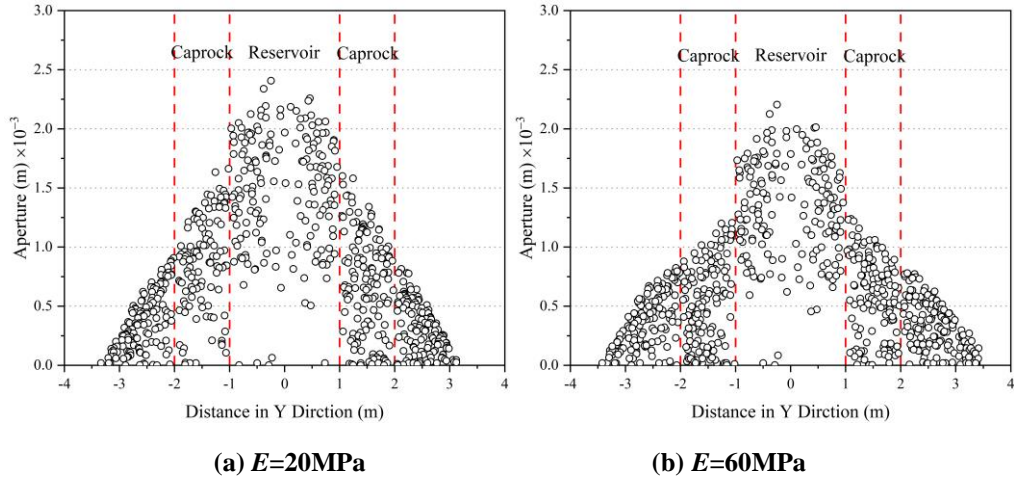 3.0
2.5
2.0
1.5
1.0
0.5
0.0
Aperture (m) ×10⁻³
Caprock
Reservoir
Caprock
-4 -3 -2 -1 0 1 2 3 4
Distance in Y Dirction (m)
(a) E=20MPa
3.0
2.5
2.0
1.5
1.0
0.5
0.0
Aperture (m) ×10⁻³
Caprock
Reservoir
Caprock
-4 -3 -2 -1 0 1 2 3 4
Distance in Y Dirction (m)
(b) E=60MPa